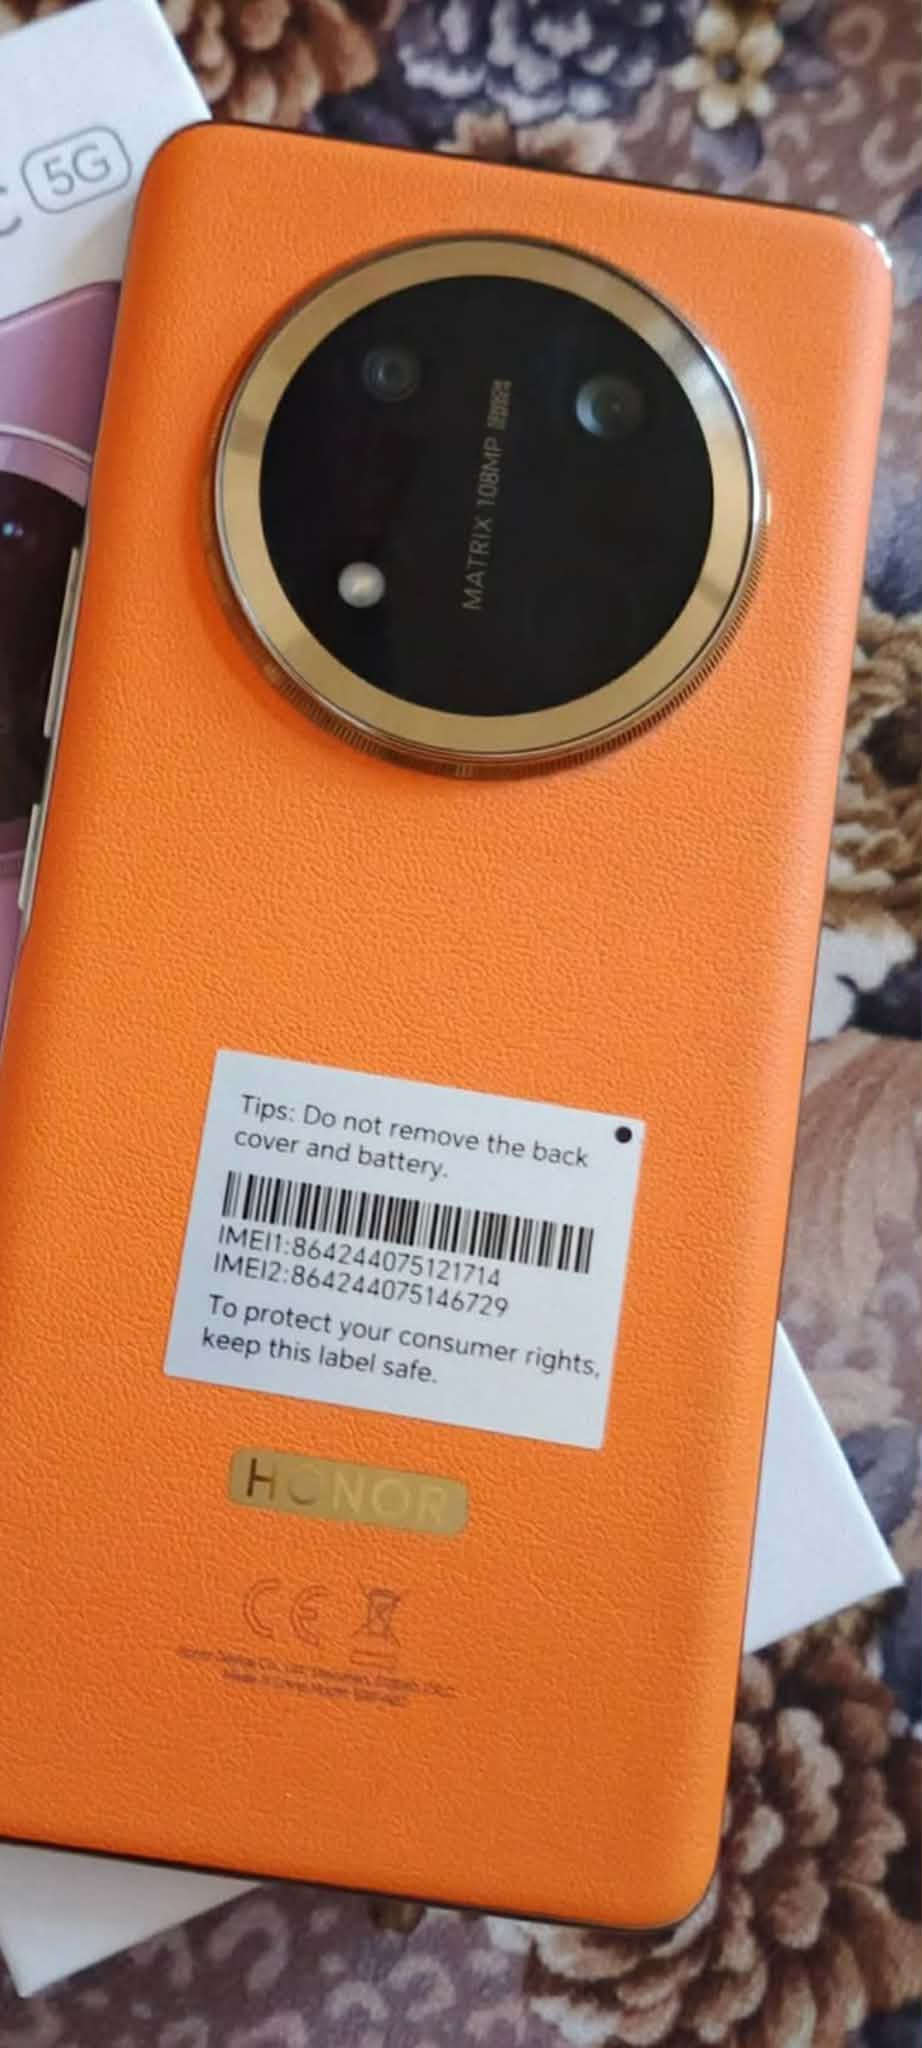 C 5G
MATRIX 108MP
Tips: Do not remove the back
cover and battery.
IMEI1:864244075121714
IMEI2:864244075146729
To protect your consumer rights,
keep this label safe.
HONOR
CE